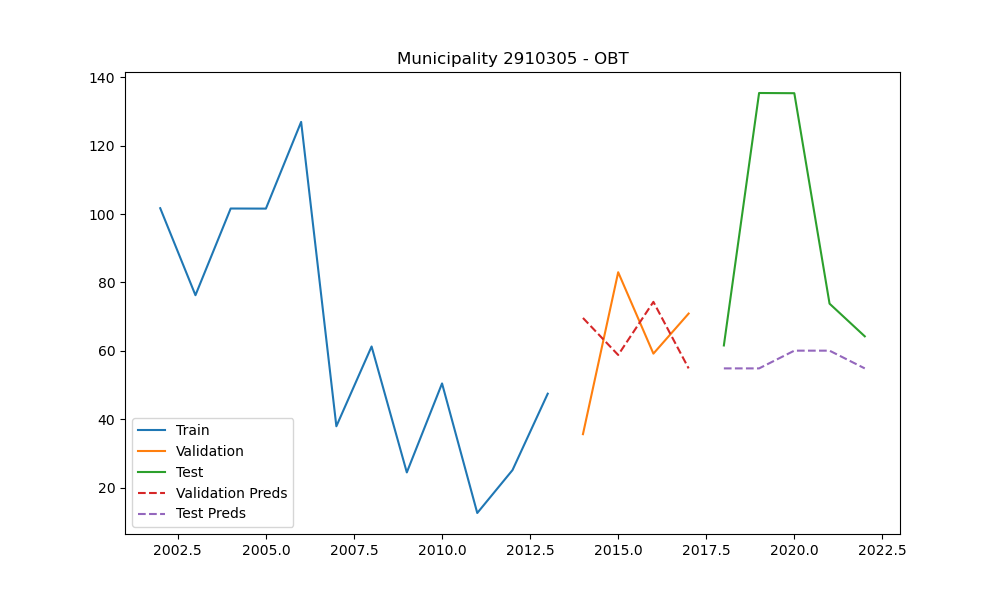 Municipality 2910305 - OBT
140
120
100
80
60
40
20
Train
Validation
Test
Validation Preds
Test Preds
2002.5 2005.0 2007.5 2010.0 2012.5 2015.0 2017.5 2020.0 2022.5